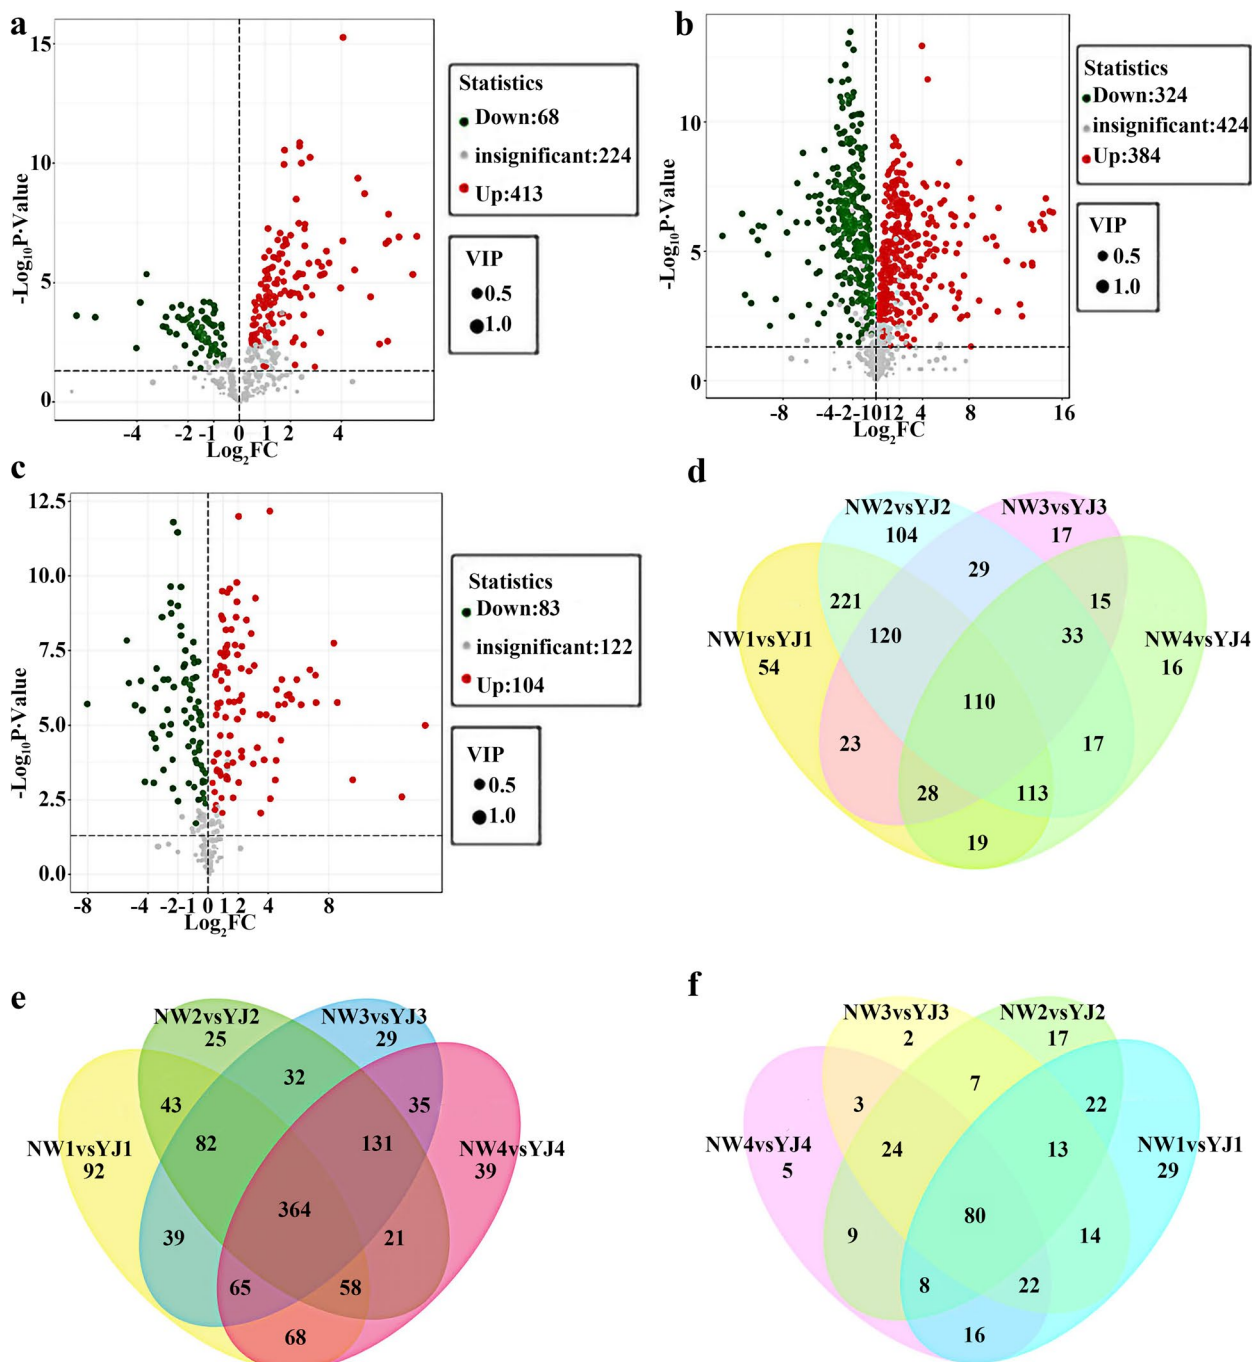 a
15
10
5
0
-Log10P·Value
-4 -2 -1 0 1 2 4
Log2FC
Statistics
Down:68
insignificant:224
Up:413
VIP
0.5
1.0
b
10
5
0
-Log10P·Value
-8 -4 -2 -1 0 1 2 4 8 16
Log2FC
Statistics
Down:324
insignificant:424
Up:384
VIP
0.5
1.0
c
12.5
10.0
7.5
5.0
2.5
0.0
-Log10P·Value
-8 -4 -2 -1 0 1 2 4 8
Log2FC
Statistics
Down:83
insignificant:122
Up:104
VIP
0.5
1.0
d
NW2vsYJ2 NW3vsYJ3
104 17
29
221 15
120 33
NW1vsYJ1 NW4vsYJ4
54 16
110
23 17
28 113
19
e
NW2vsYJ2 NW3vsYJ3
25 29
32
43 35
82 131
NW1vsYJ1 NW4vsYJ4
92 39
364
39 21
65 58
68
f
NW3vsYJ3 NW2vsYJ2
2 17
7
3 22
24 13
NW4vsYJ4 NW1vsYJ1
5 29
80
9 14
8 22
16